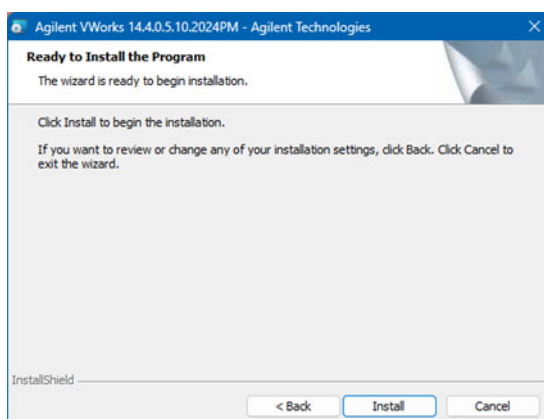 Agilent VWorks 14.4.0.5.10.2024PM - Agilent Technologies
Ready to Install the Program
The wizard is ready to begin installation.
Click Install to begin the installation.
If you want to review or change any of your installation settings, click Back. Click Cancel to
exit the wizard.
InstallShield
< Back
Install
Cancel